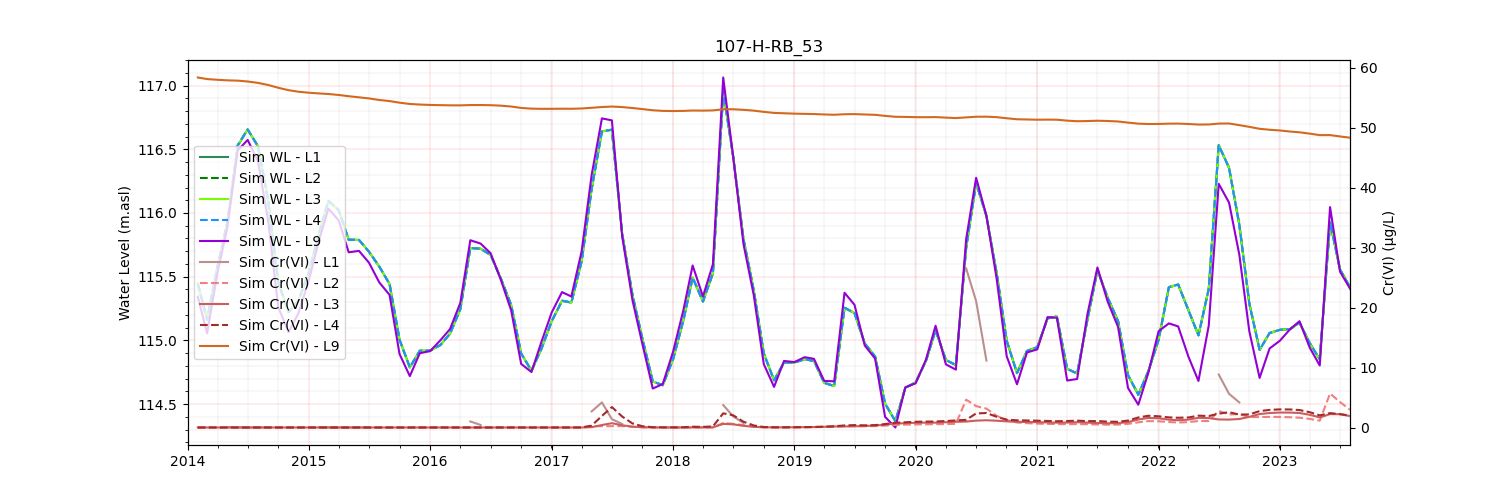 107-H-RB_53
Water Level (m.asl)
117.0
116.5
116.0
115.5
115.0
114.5
Sim WL - L1
Sim WL - L2
Sim WL - L3
Sim WL - L4
Sim WL - L9
Sim Cr(VI) - L1
Sim Cr(VI) - L2
Sim Cr(VI) - L3
Sim Cr(VI) - L4
Sim Cr(VI) - L9
60
50
40
30
20
10
0
Cr(VI) (µg/L)
2014 2015 2016 2017 2018 2019 2020 2021 2022 2023